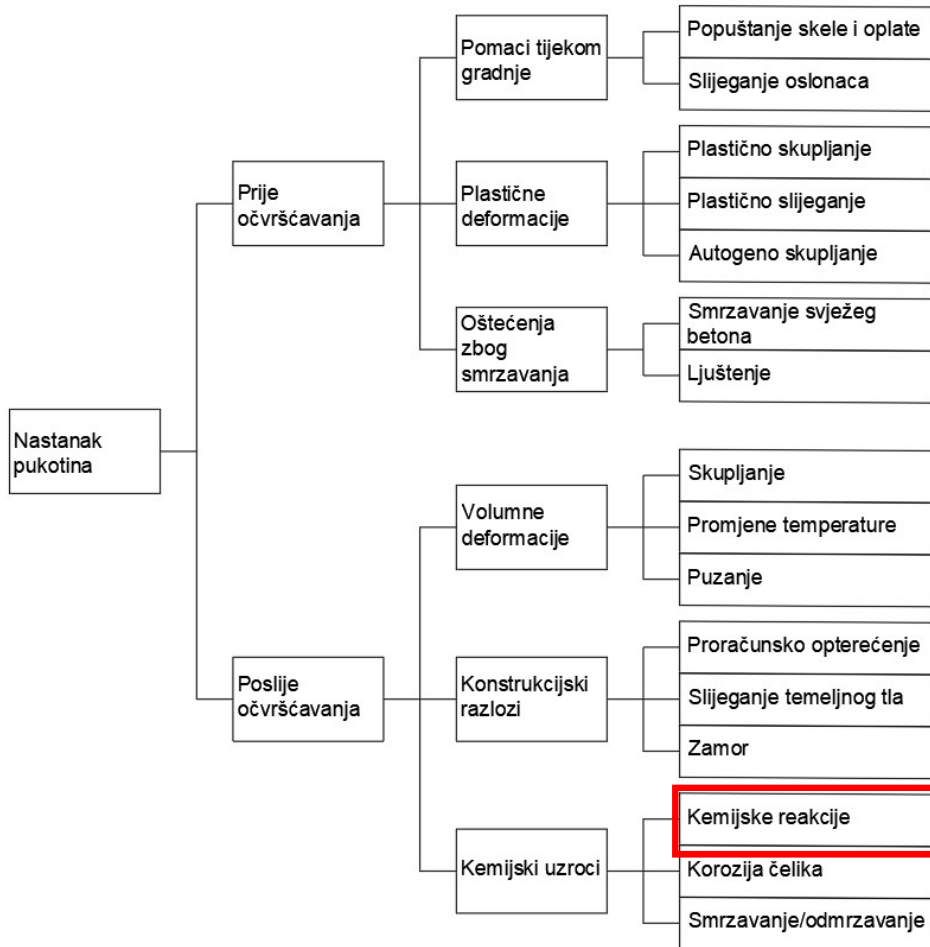 Nastanak
pukotina
Prije
očvršćavanja
Pomaci tijekom
gradnje
Popuštanje skele i oplate
Slijeganje oslonaca
Plastične
deformacije
Plastično skupljanje
Plastično slijeganje
Autogeno skupljanje
Oštećenja
zbog
smrzavanja
Smrzavanje svježeg
betona
Ljuštenje
Poslije
očvršćavanja
Volumne
deformacije
Skupljanje
Promjene temperature
Puzanje
Konstrukcijski
razlozi
Proračunsko opterećenje
Slijeganje temeljnog tla
Zamor
Kemijski uzroci
Kemijske reakcije
Korozija čelika
Smrzavanje/odmrzavanje